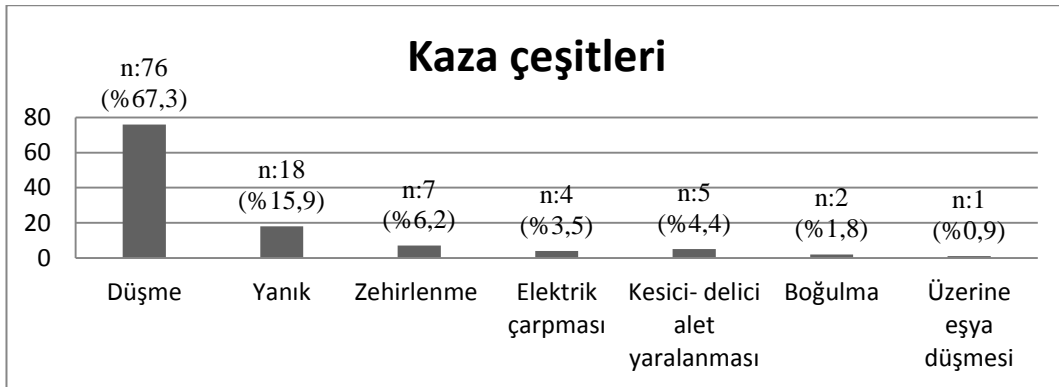 Kaza çeşitleri
n:76
(%67,3)
n:18
(%15,9)
n:7
(%6,2)
n:4
(%3,5)
n:5
(%4,4)
n:2
(%1,8)
n:1
(%0,9)
80
60
40
20
0
Düşme
Yanık
Zehirlenme
Elektrik
çarpması
Kesici- delici
alet
yaralanması
Boğulma
Üzerine
eşya
düşmesi